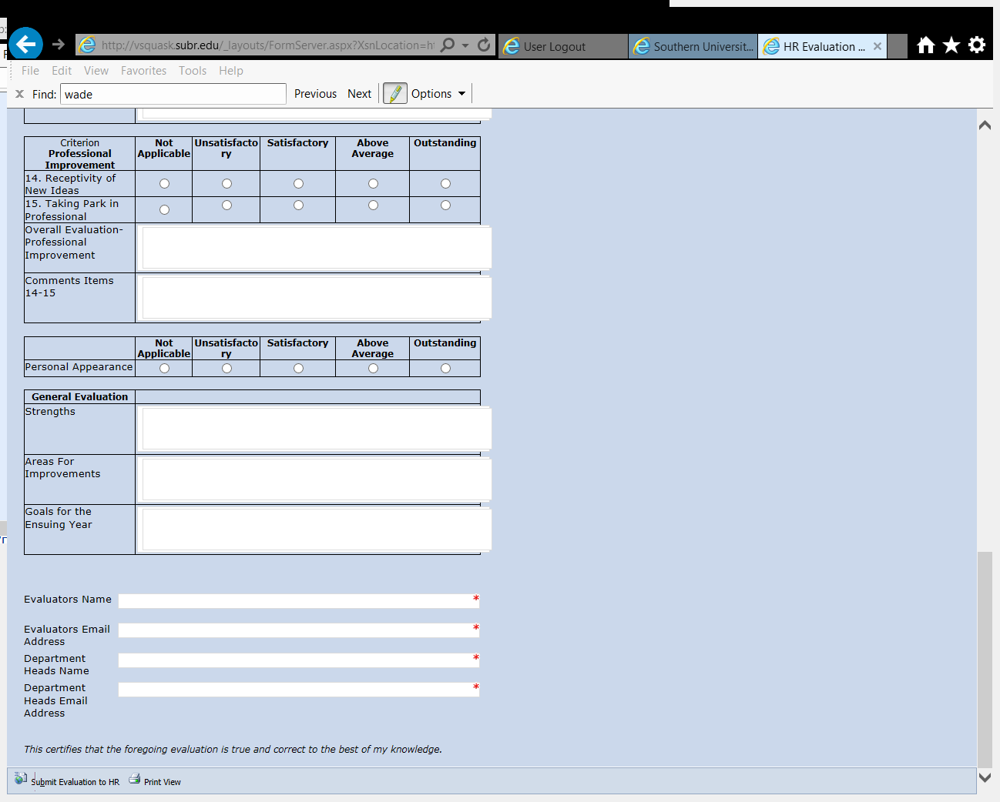 http://vsquask.subr.edu/_layouts/FormServer.aspx?XsnLocation=h
User Logout
Southern Universit...
HR Evaluation ...
File Edit View Favorites Tools Help
x Find: wade Previous Next Options
Criterion Professional Improvement
Not Applicable
Unsatisfacto ry
Satisfactory
Above Average
Outstanding
14. Receptivity of
New Ideas
15. Taking Park in
Professional
Overall Evaluation-
Professional
Improvement
Comments Items
14-15
Not Applicable
Unsatisfacto ry
Satisfactory
Above Average
Outstanding
Personal Appearance
General Evaluation
Strengths
Areas For
Improvements
Goals for the
Ensuing Year
Evaluators Name *
Evaluators Email *
Address
Department *
Heads Name
Department *
Heads Email
Address
This certifies that the foregoing evaluation is true and correct to the best of my knowledge.
Submit Evaluation to HR Print View